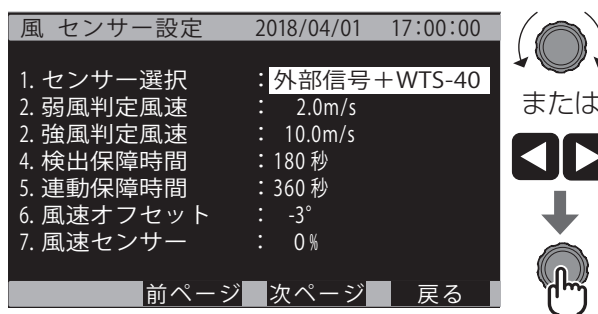 風 センサー設定 2018/04/01 17:00:00
1. センサー選択 : 外部信号＋WTS-40
2. 弱風判定風速 : 2.0m/s
2. 強風判定風速 : 10.0m/s
4. 検出保障時間 : 180 秒
5. 連動保障時間 : 360 秒
6. 風速オフセット : -3°
7. 風速センサー : 0 %
前ページ 次ページ 戻る
または